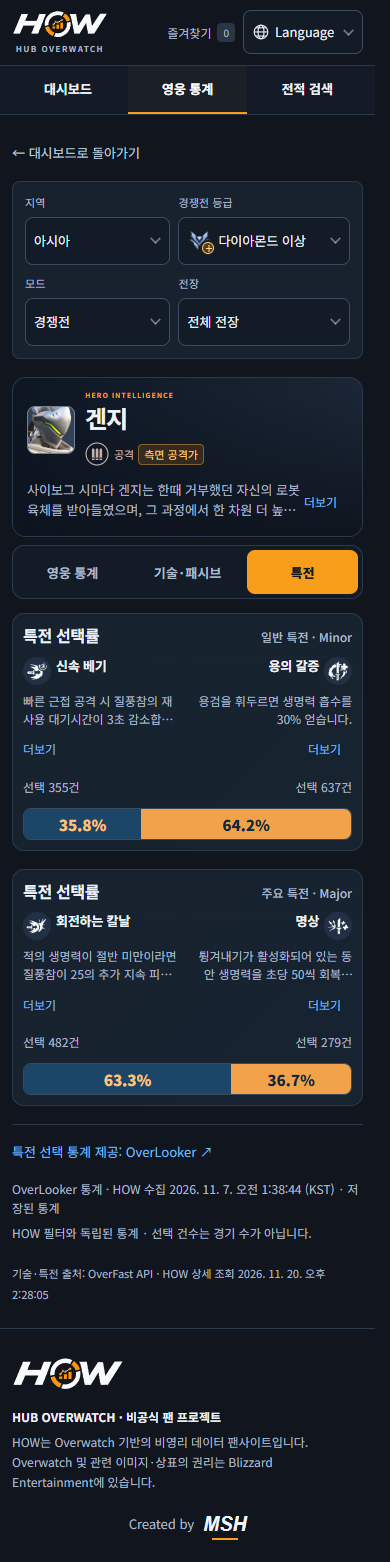 HOW
HUB OVERWATCH
즐겨찾기 0
Language
대시보드 영웅 통계 전적 검색
← 대시보드로 돌아가기
지역 경쟁전 등급
아시아 다이아몬드 이상
모드 전장
경쟁전 전체 전장
HERO INTELLIGENCE
겐지
공격 측면 공격가
사이보그 시마다 겐지는 한때 거부했던 자신의 로봇
육체를 받아들였으며, 그 과정에서 한 차원 더 높… 더보기
영웅 통계 기술·패시브 특전
특전 선택률 일반 특전 · Minor
신속 베기 용의 갈증
빠른 근접 공격 시 질풍참의 재 용검을 휘두르면 생명력 흡수를
사용 대기시간이 3초 감소합… 30% 얻습니다.
더보기 더보기
선택 355건 선택 637건
35.8% 64.2%
특전 선택률 주요 특전 · Major
회전하는 칼날 명상
적의 생명력이 절반 미만이라면 튕겨내기가 활성화되어 있는 동
질풍참이 25의 추가 지속 피… 안 생명력을 초당 50씩 회복…
더보기 더보기
선택 482건 선택 279건
63.3% 36.7%
특전 선택 통계 제공: OverLooker ↗
OverLooker 통계 · HOW 수집 2026. 11. 7. 오전 1:38:44 (KST) · 저
장된 통계
HOW 필터와 독립된 통계 · 선택 건수는 경기 수가 아닙니다.
기술·특전 출처: OverFast API · HOW 상세 조회 2026. 11. 20. 오후
2:28:05
HOW
HUB OVERWATCH · 비공식 팬 프로젝트
HOW는 Overwatch 기반의 비영리 데이터 팬사이트입니다.
Overwatch 및 관련 이미지·상표의 권리는 Blizzard
Entertainment에 있습니다.
Created by MSH